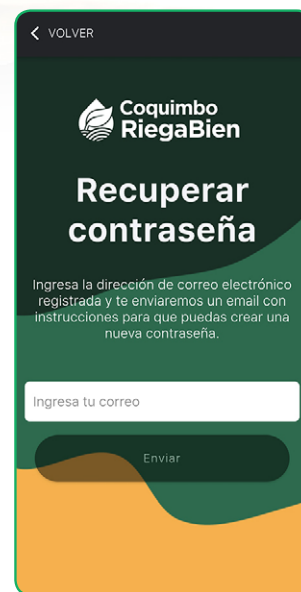 VOLVER
Coquimbo
RiegaBien
Recuperar
contraseña
Ingresa la dirección de correo electrónico
registrada y te enviaremos un email con
instrucciones para que puedas crear una
nueva contraseña.
Ingresa tu correo
Enviar